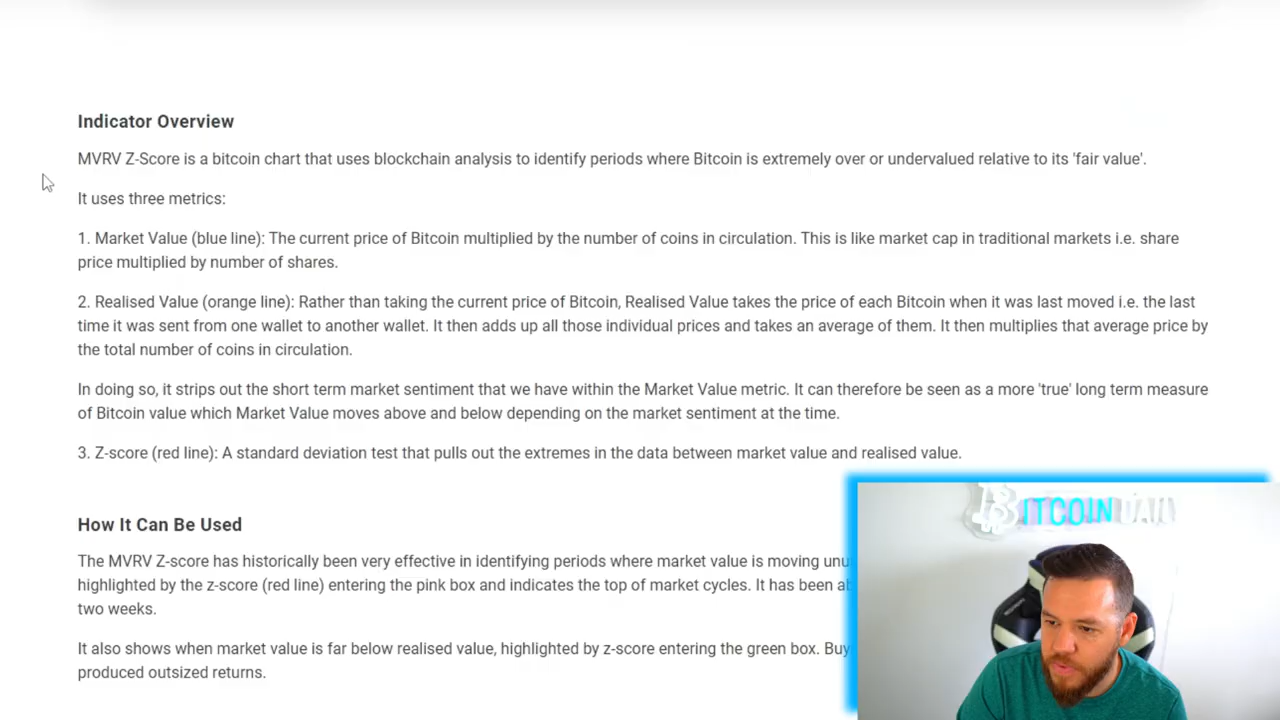 Indicator Overview
MVRV Z-Score is a bitcoin chart that uses blockchain analysis to identify periods where Bitcoin is extremely over or undervalued relative to its 'fair value'.
It uses three metrics:
1. Market Value (blue line): The current price of Bitcoin multiplied by the number of coins in circulation. This is like market cap in traditional markets i.e. share
price multiplied by number of shares.
2. Realised Value (orange line): Rather than taking the current price of Bitcoin, Realised Value takes the price of each Bitcoin when it was last moved i.e. the last
time it was sent from one wallet to another wallet. It then adds up all those individual prices and takes an average of them. It then multiplies that average price by
the total number of coins in circulation.
In doing so, it strips out the short term market sentiment that we have within the Market Value metric. It can therefore be seen as a more 'true' long term measure
of Bitcoin value which Market Value moves above and below depending on the market sentiment at the time.
3. Z-score (red line): A standard deviation test that pulls out the extremes in the data between market value and realised value.
How It Can Be Used
The MVRV Z-score has historically been very effective in identifying periods where market value is moving unu
highlighted by the z-score (red line) entering the pink box and indicates the top of market cycles. It has been ab
two weeks.
It also shows when market value is far below realised value, highlighted by z-score entering the green box. Buy
produced outsized returns.
ITCOIN DAILY